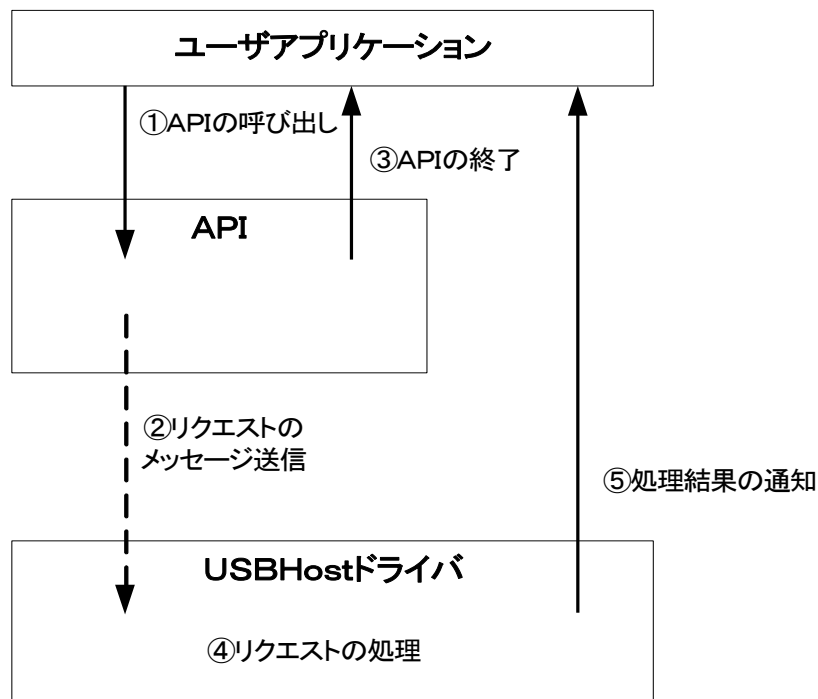 ユーザアプリケーション
①APIの呼び出し
③APIの終了
API
②リクエストの
メッセージ送信
⑤処理結果の通知
USBHostドライバ
④リクエストの処理